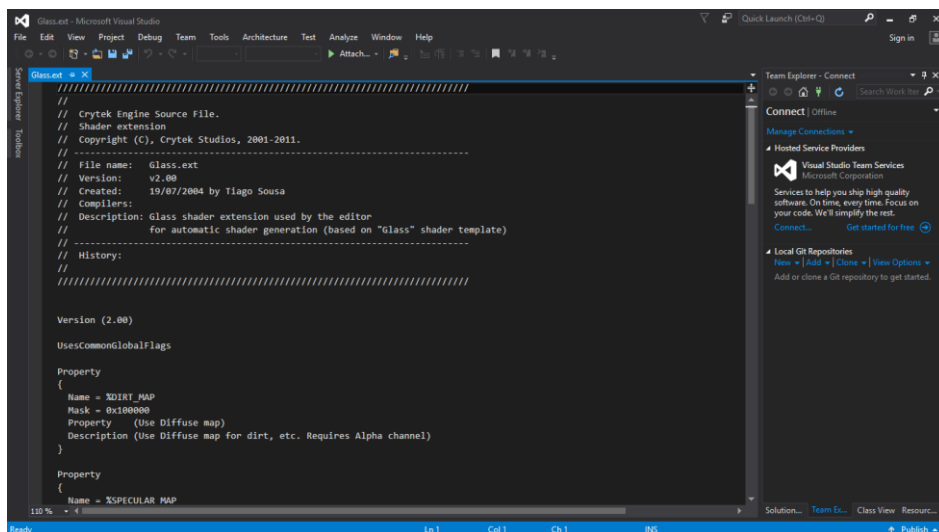 Glass.ext - Microsoft Visual Studio
Quick Launch (Ctrl+Q)
File Edit View Project Debug Team Tools Architecture Test Analyze Window Help
Sign in
Attach...
Server Explorer
Toolbox
Glass.ext
///////////////////////////////////////////////////////////////////////////
//
// Crytek Engine Source File.
// Shader extension
// Copyright (C), Crytek Studios, 2001-2011.
// -------------------------------------------------------------------------
// File name: Glass.ext
// Version: v2.00
// Created: 19/07/2004 by Tiago Sousa
// Compilers:
// Description: Glass shader extension used by the editor
// for automatic shader generation (based on "Glass" shader template)
// -------------------------------------------------------------------------
// History:
//
///////////////////////////////////////////////////////////////////////////
Version (2.00)
UsesCommonGlobalFlags
Property
{
Name = %DIRT_MAP
Mask = 0x100000
Property (Use Diffuse map)
Description (Use Diffuse map for dirt, etc. Requires Alpha channel)
}
Property
{
Name = %SPECULAR_MAP
110 %
Team Explorer - Connect
Search Work Iter
Connect | Offline
Manage Connections
Hosted Service Providers
Visual Studio Team Services
Microsoft Corporation
Services to help you ship high quality
software. On time, every time. Focus on
your code. We'll simplify the rest.
Connect... Get started for free
Local Git Repositories
New | Add | Clone | View Options
Add or clone a Git repository to get started.
Solution... Team Ex... Class View Resourc...
Ready Ln 1 Col 1 Ch 1 INS Publish